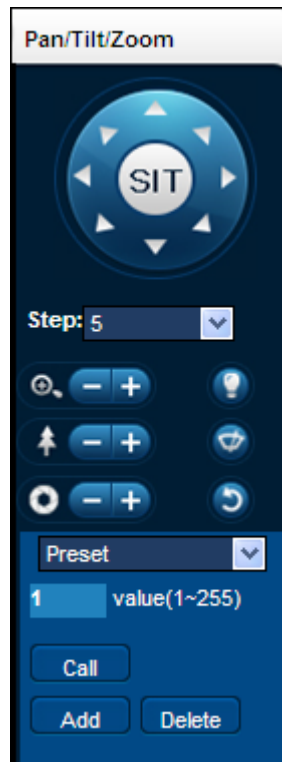 Pan/Tilt/Zoom
SIT
Step: 5
Preset
1 value(1~255)
Call
Add Delete